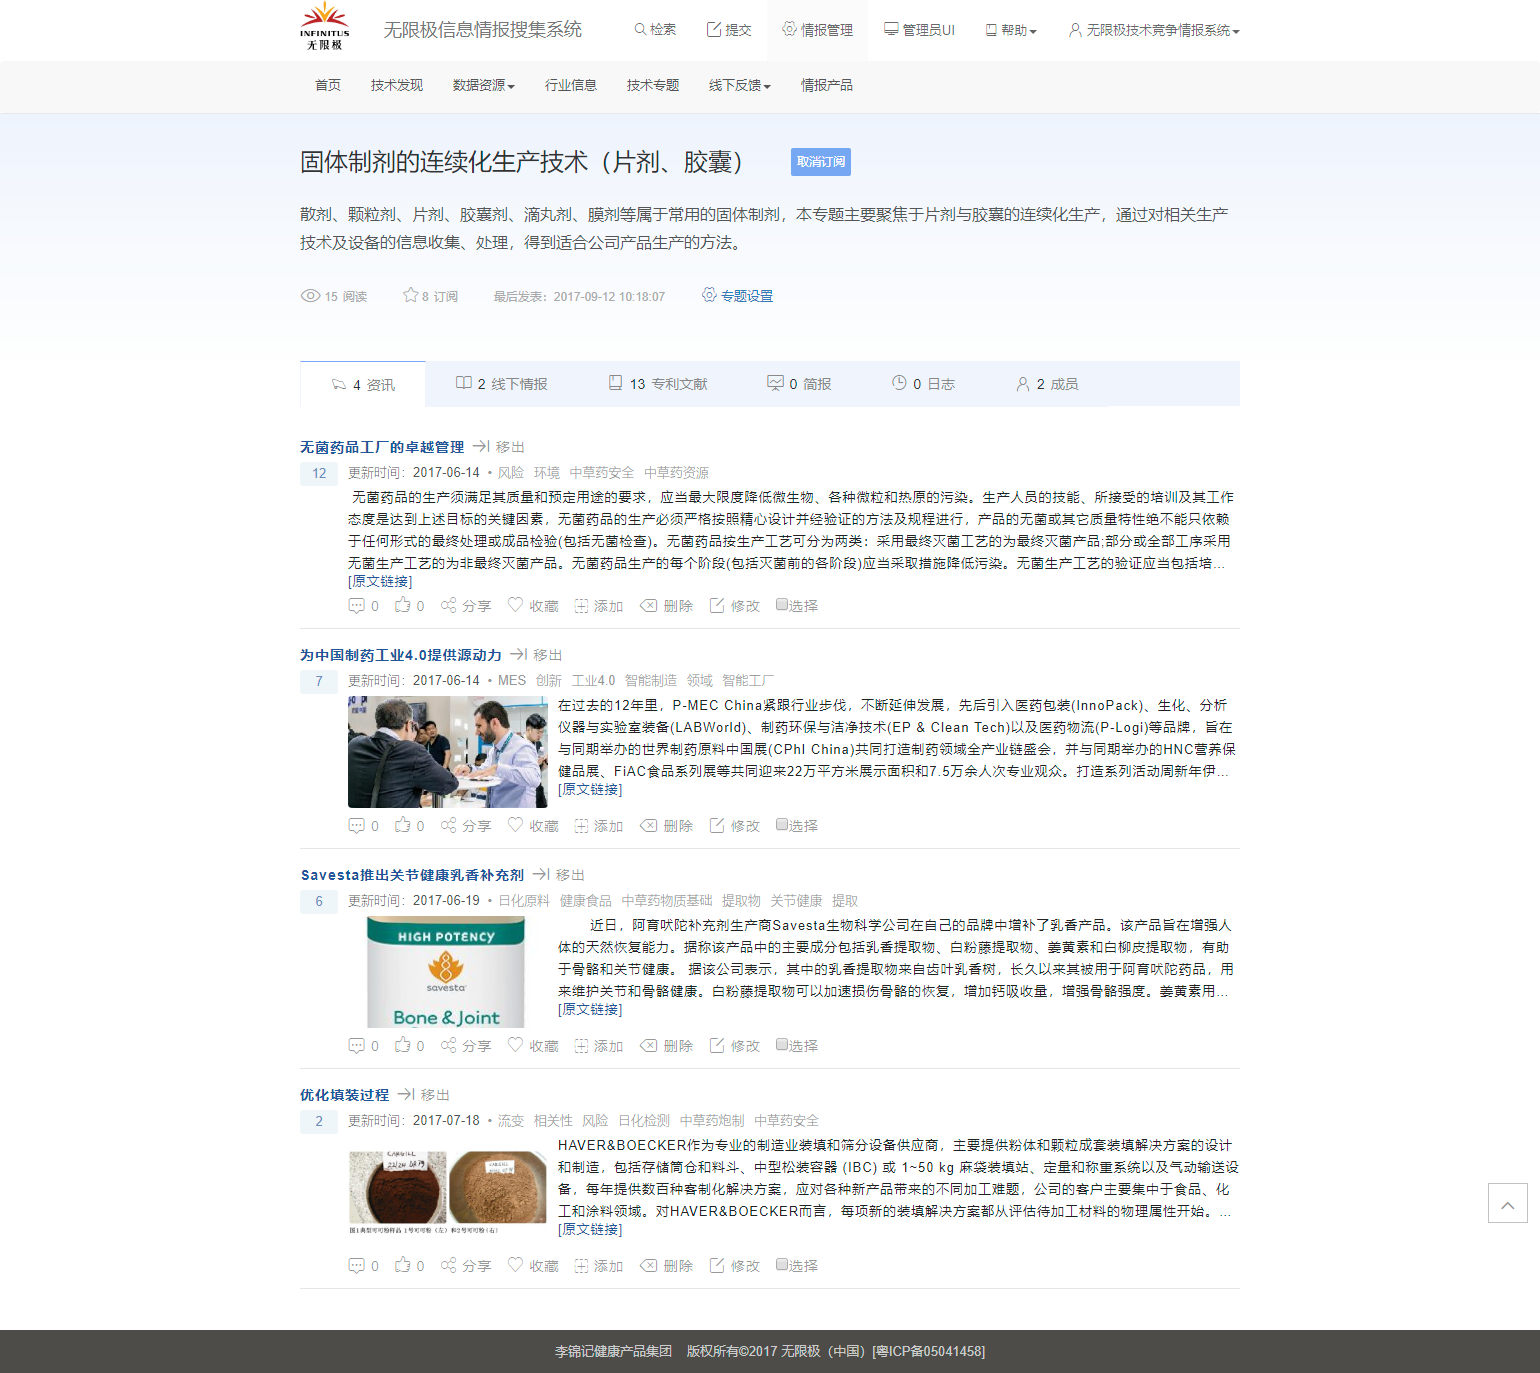 INFINITUS
无限极
无限极信息情报搜集系统
检索 提交 情报管理 管理员UI 帮助 无限极技术竞争情报系统
首页 技术发现 数据资源 行业信息 技术专题 线下反馈 情报产品
固体制剂的连续化生产技术（片剂、胶囊） 取消订阅
散剂、颗粒剂、片剂、胶囊剂、滴丸剂、膜剂等属于常用的固体制剂，本专题主要聚焦于片剂与胶囊的连续化生产，通过对相关生产
技术及设备的信息收集、处理，得到适合公司产品生产的方法。
15 阅读 8 订阅 最后发表：2017-09-12 10:18:07 专题设置
4 资讯 2 线下情报 13 专利文献 0 简报 0 日志 2 成员
无菌药品工厂的卓越管理 移出
12 更新时间：2017-06-14 • 风险 环境 中草药安全 中草药资源
无菌药品的生产须满足其质量和预定用途的要求，应当最大限度降低微生物、各种微粒和热原的污染。生产人员的技能、所接受的培训及其工作
态度是达到上述目标的关键因素，无菌药品的生产必须严格按照精心设计并经验证的方法及规程进行，产品的无菌或其它质量特性绝不能只依赖
于任何形式的最终处理或成品检验(包括无菌检查)。无菌药品按生产工艺可分为两类：采用最终灭菌工艺的为最终灭菌产品;部分或全部工序采用
无菌生产工艺的为非最终灭菌产品。无菌药品生产的每个阶段(包括灭菌前的各阶段)应当采取措施降低污染。无菌生产工艺的验证应当包括培...
[原文链接]
0 0 分享 收藏 添加 删除 修改 选择
为中国制药工业4.0提供源动力 移出
7 更新时间：2017-06-14 • MES 创新 工业4.0 智能制造 领域 智能工厂
在过去的12年里，P-MEC China紧跟行业步伐，不断延伸发展，先后引入医药包装(InnoPack)、生化、分析
仪器与实验室装备(LABWorld)、制药环保与洁净技术(EP & Clean Tech)以及医药物流(P-Logi)等品牌，旨在
与同期举办的世界制药原料中国展(CPhI China)共同打造制药领域全产业链盛会，并与同期举办的HNC营养保
健品展、FiAC食品系列展等共同迎来22万平方米展示面积和7.5万余人次专业观众。打造系列活动周新年伊...
[原文链接]
0 0 分享 收藏 添加 删除 修改 选择
Savesta推出关节健康乳香补充剂 移出
6 更新时间：2017-06-19 • 日化原料 健康食品 中草药物质基础 提取物 关节健康 提取
HIGH POTENCY
savesta
Bone & Joint
近日，阿育吠陀补充剂生产商Savesta生物科学公司在自己的品牌中增补了乳香产品。该产品旨在增强人
体的天然恢复能力。据称该产品中的主要成分包括乳香提取物、白粉藤提取物、姜黄素和白柳皮提取物，有助
于骨骼和关节健康。 据该公司表示，其中的乳香提取物来自齿叶乳香树，长久以来其被用于阿育吠陀药品，用
来维护关节和骨骼健康。白粉藤提取物可以加速损伤骨骼的恢复，增加钙吸收量，增强骨骼强度。姜黄素用...
[原文链接]
0 0 分享 收藏 添加 删除 修改 选择
优化填装过程 移出
2 更新时间：2017-07-18 • 流变 相关性 风险 日化检测 中草药炮制 中草药安全
CARGILL
图1典型可可粉样品 1号可可粉（左）和2号可可粉(右)
HAVER&BOECKER作为专业的制造业装填和筛分设备供应商，主要提供粉体和颗粒成套装填解决方案的设计
和制造，包括存储筒仓和料斗、中型松装容器 (IBC) 或 1~50 kg 麻袋装填站、定量和称重系统以及气动输送设
备，每年提供数百种客制化解决方案，应对各种新产品带来的不同加工难题，公司的客户主要集中于食品、化
工和涂料领域。对HAVER&BOECKER而言，每项新的装填解决方案都从评估待加工材料的物理属性开始。...
[原文链接]
0 0 分享 收藏 添加 删除 修改 选择
李锦记健康产品集团 版权所有©2017 无限极（中国）[粤ICP备05041458]